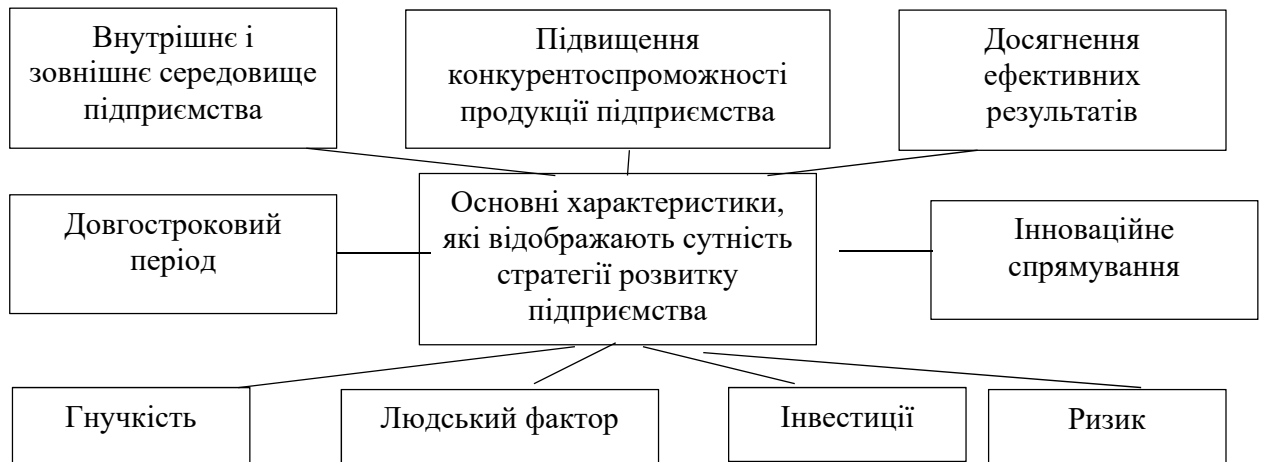 Внутрішнє і
зовнішнє середовище
підприємства
Підвищення
конкурентоспроможності
продукції підприємства
Досягнення
ефективних
результатів
Довгостроковий
період
Основні характеристики,
які відображають сутність
стратегії розвитку
підприємства
Інноваційне
спрямування
Гнучкість
Людський фактор
Інвестиції
Ризик